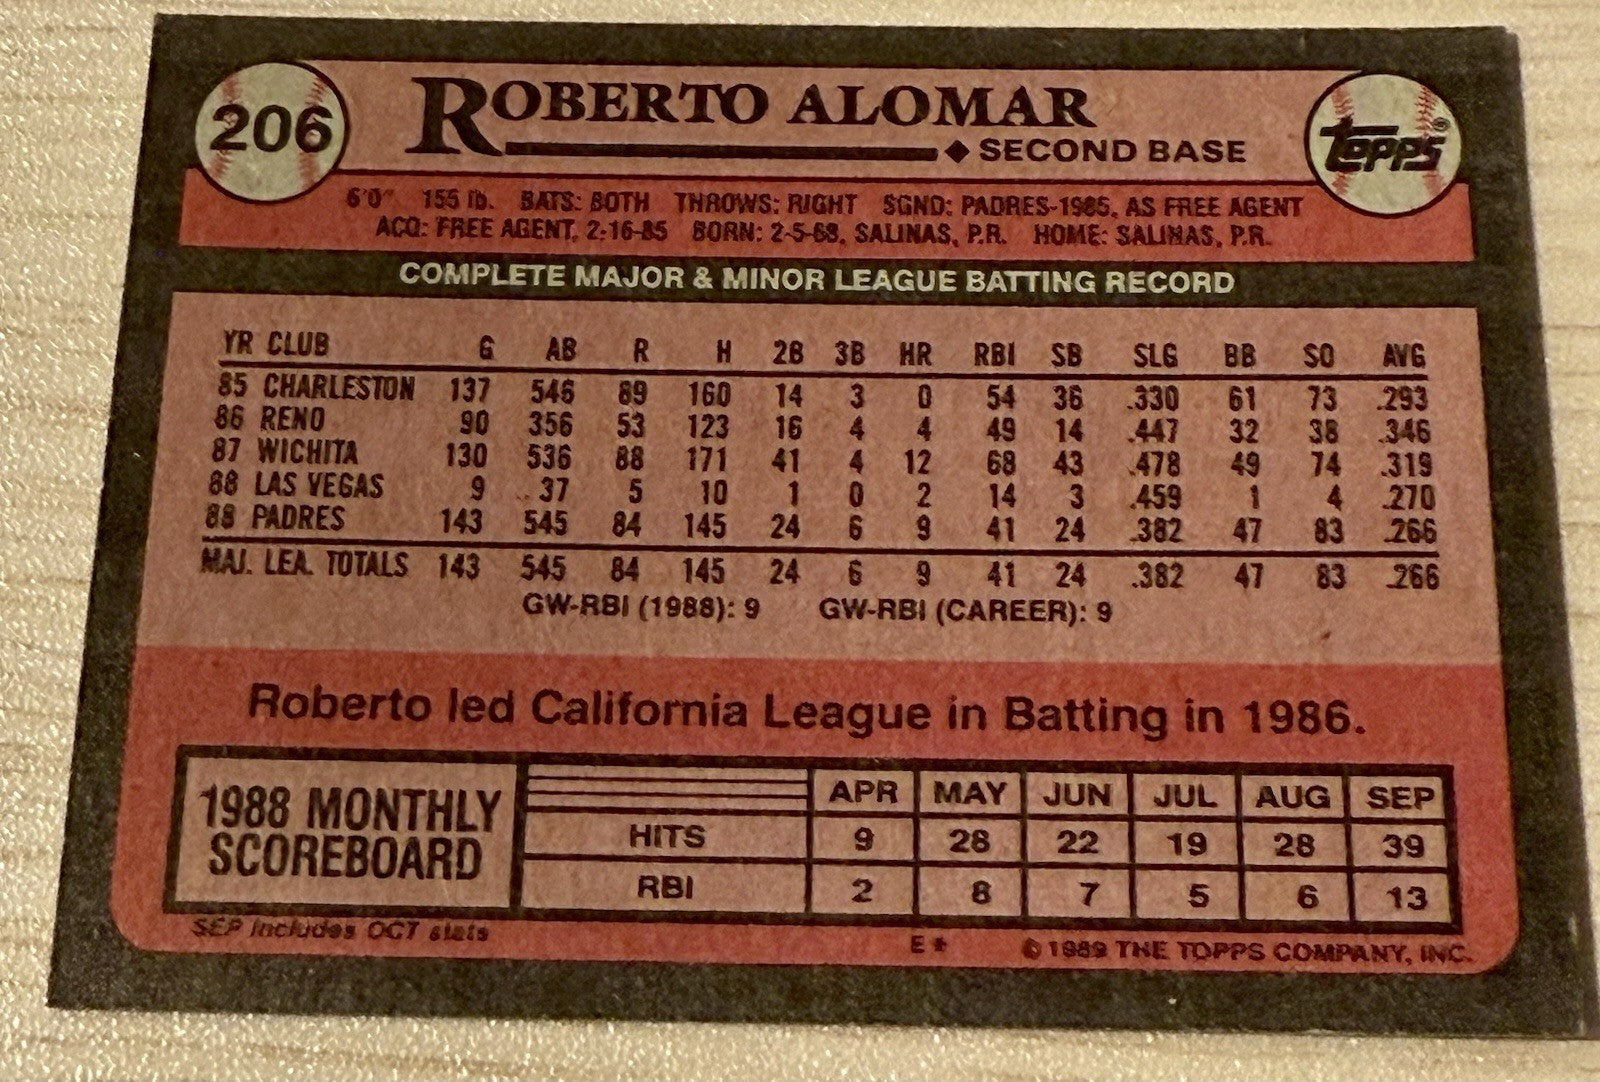 206
ROBERTO ALOMAR
◆ SECOND BASE
TOPPS®
6'0" 155 lb. BATS: BOTH THROWS: RIGHT SGND: PADRES-1985, AS FREE AGENT
ACQ: FREE AGENT, 2-16-85 BORN: 2-5-68, SALINAS, P.R. HOME: SALINAS, P.R.
COMPLETE MAJOR & MINOR LEAGUE BATTING RECORD
YR CLUB G AB R H 2B 3B HR RBI SB SLG BB SO AVG
85 CHARLESTON 137 546 89 160 14 3 0 54 36 .330 61 73 .293
86 RENO 90 356 53 123 16 4 4 49 14 .447 32 38 .346
87 WICHITA 130 536 88 171 41 4 12 68 43 .478 49 74 .319
88 LAS VEGAS 9 37 5 10 1 0 2 14 3 .459 1 4 .270
88 PADRES 143 545 84 145 24 6 9 41 24 .382 47 83 .266
MAJ. LEA. TOTALS 143 545 84 145 24 6 9 41 24 .382 47 83 .266
GW-RBI (1988): 9 GW-RBI (CAREER): 9
Roberto led California League in Batting in 1986.
1988 MONTHLY
SCOREBOARD
APR MAY JUN JUL AUG SEP
HITS 9 28 22 19 28 39
RBI 2 8 7 5 6 13
SEP includes OCT stats
E* © 1989 THE TOPPS COMPANY, INC.